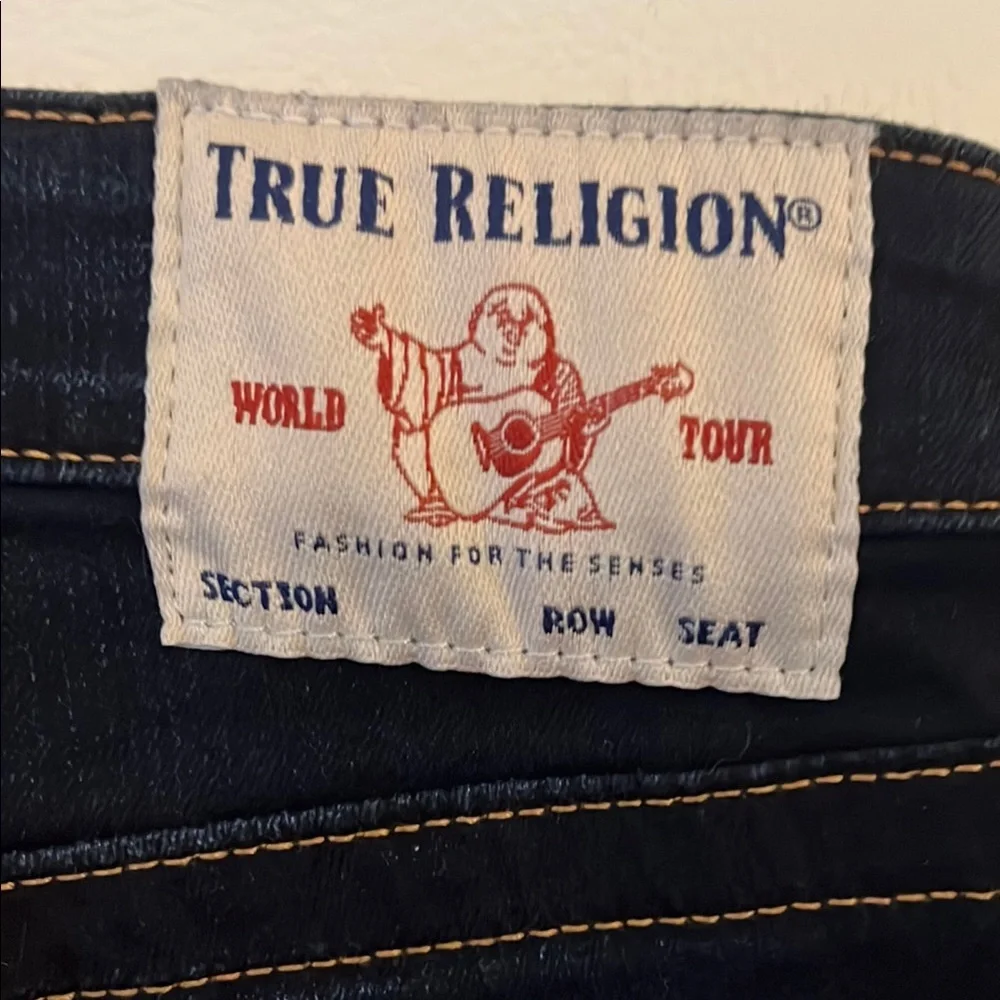 TRUE RELIGION®
WORLD TOUR
FASHION FOR THE SENSES
SECTION ROW SEAT